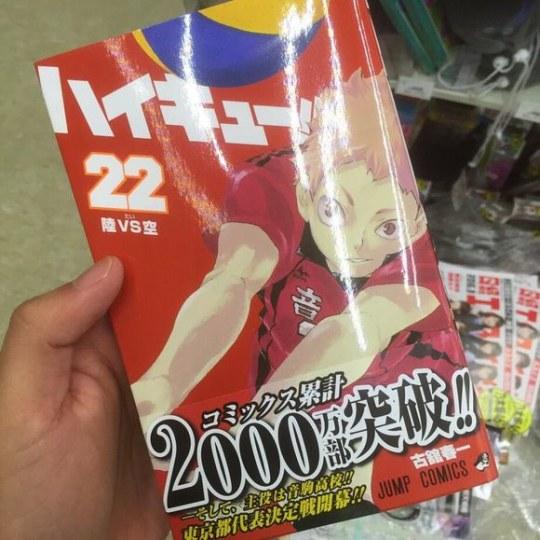 ハイキュー!!
22
陸VS空
たい
音
コミックス累計
2000万部突破!!
―そして、主役は音駒高校!!
東京都代表決定戦開幕!!
古舘春一
JUMP COMICS